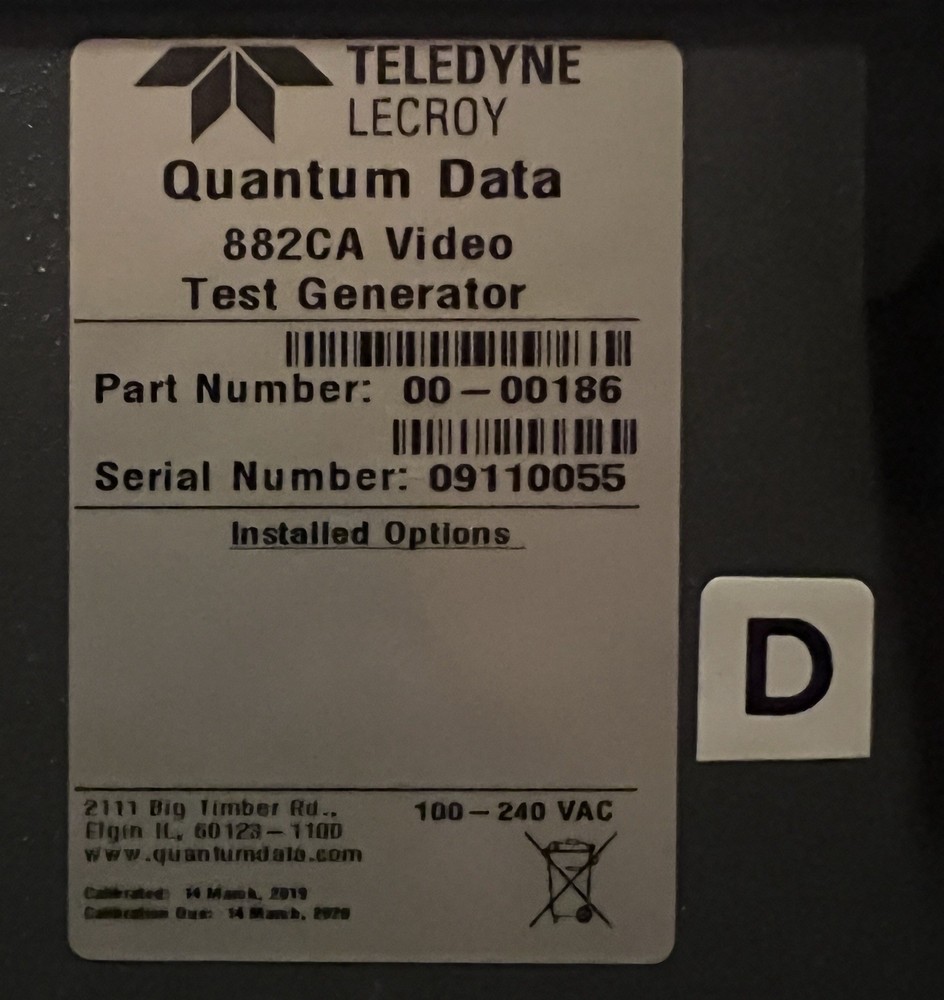 TELEDYNE
LECROY
Quantum Data
882CA Video
Test Generator
Part Number: 00-00186
Serial Number: 09110055
Installed Options
D
2111 Big Timber Rd.,
Elgin IL, 60123-1100
www.quantumdata.com
100-240 VAC
Calibrated: 14 March, 2019
Calibration Due: 14 March, 2020